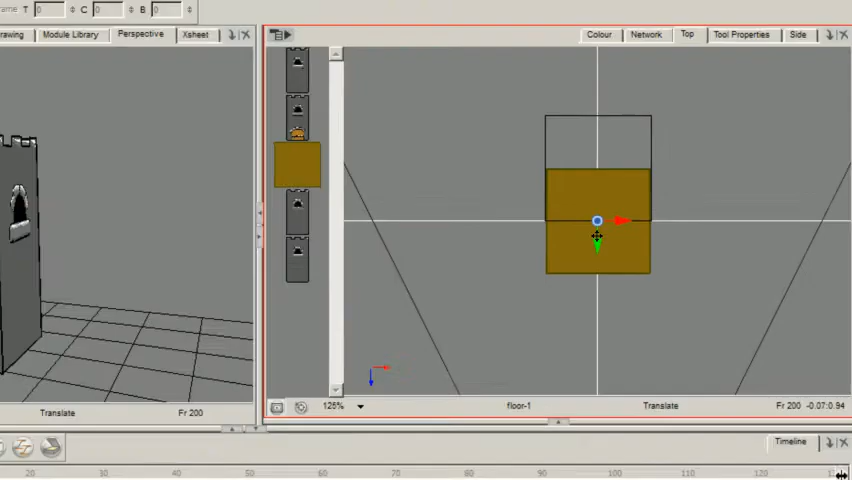 rame T 0 C 0 B 0
rawing Module Library Perspective Xsheet
Colour Network Top Tool Properties Side
Translate Fr 200
125% floor-1 Translate Fr 200 -0.07:0.94
Timeline
20 30 40 50 60 70 80 90 100 110 120